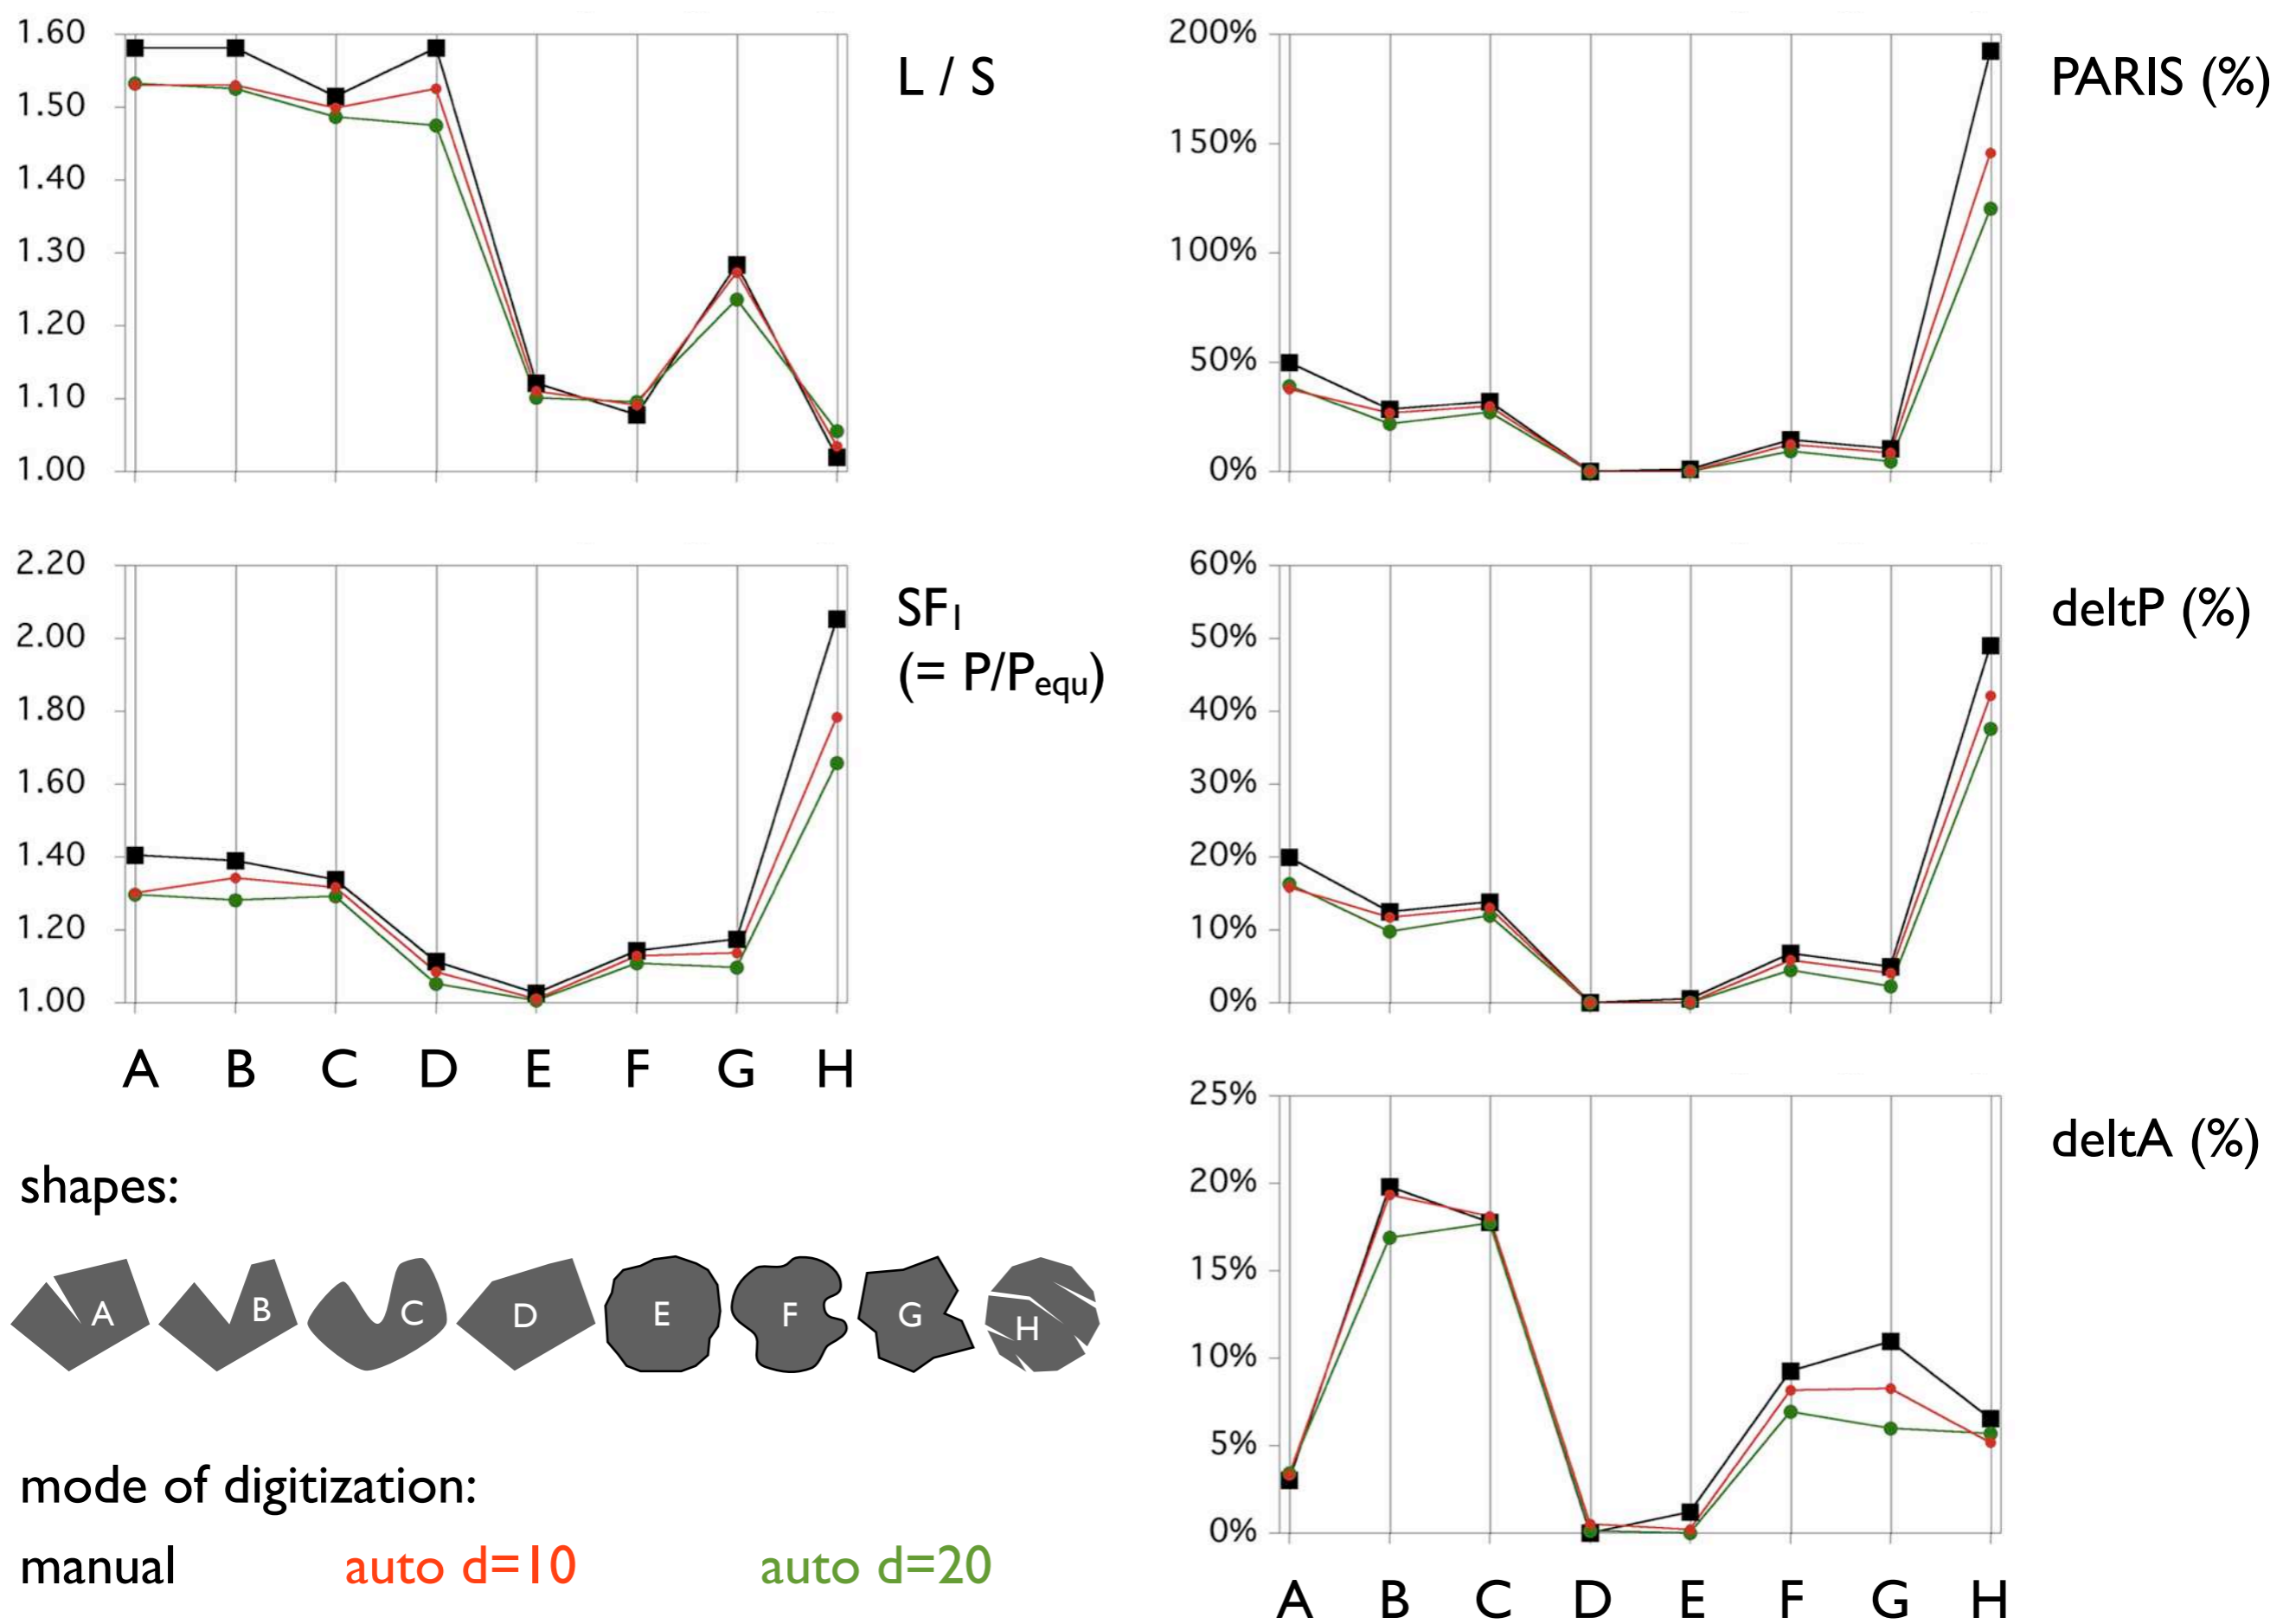 1.60
1.50
1.40
1.30
1.20
1.10
1.00
L / S
200%
150%
100%
50%
0%
PARIS (%)
2.20
2.00
1.80
1.60
1.40
1.20
1.00
SF1
(= P/Pequ)
A B C D E F G H
60%
50%
40%
30%
20%
10%
0%
deltP (%)
25%
20%
15%
10%
5%
0%
deltA (%)
A B C D E F G H
shapes:
A B C D E F G H
mode of digitization:
manual auto d=10 auto d=20